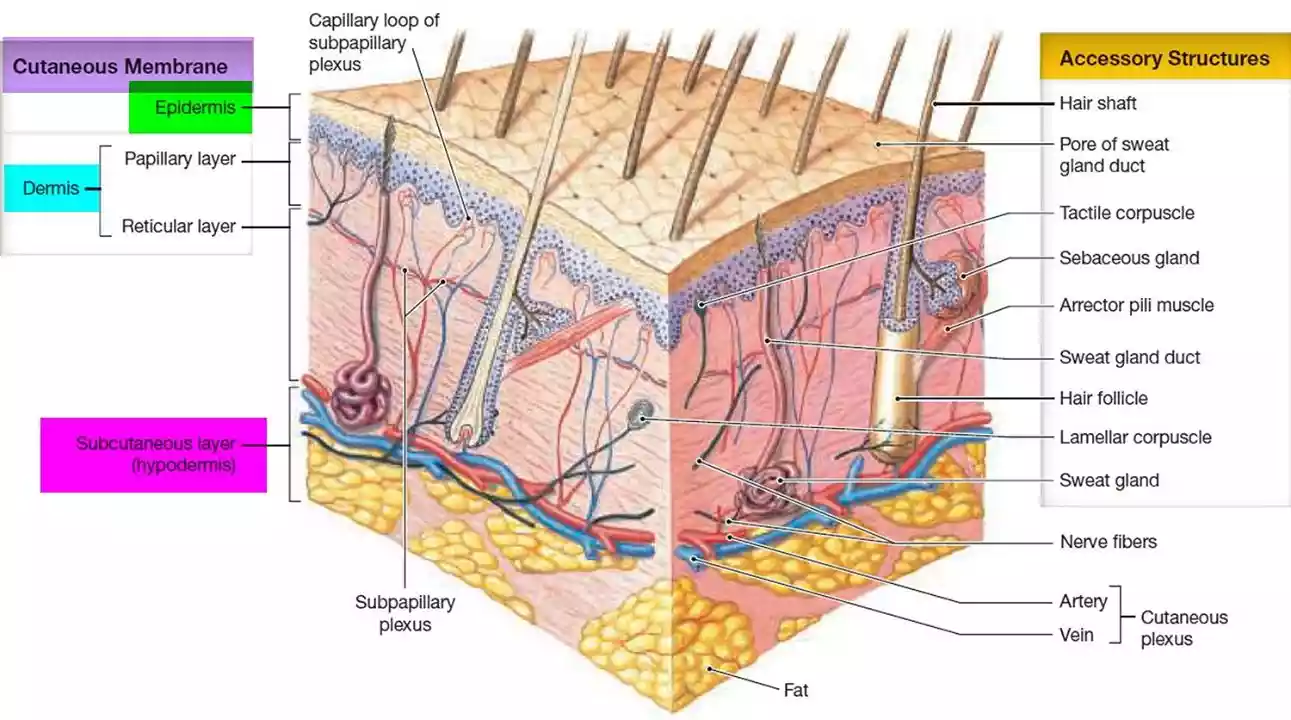 Capillary loop of
subpapillary
plexus
Cutaneous Membrane
Epidermis
Papillary layer
Dermis
Reticular layer
Subcutaneous layer
(hypodermis)
Subpapillary
plexus
Accessory Structures
Hair shaft
Pore of sweat
gland duct
Tactile corpuscle
Sebaceous gland
Arrector pili muscle
Sweat gland duct
Hair follicle
Lamellar corpuscle
Sweat gland
Nerve fibers
Artery
Vein
Cutaneous
plexus
Fat